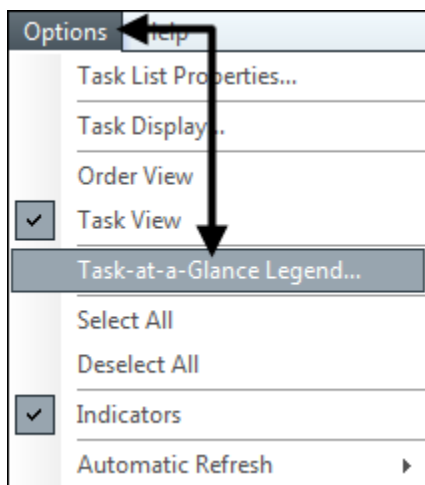 Options Help
Task List Properties...
Task Display...
Order View
Task View
Task-at-a-Glance Legend...
Select All
Deselect All
Indicators
Automatic Refresh